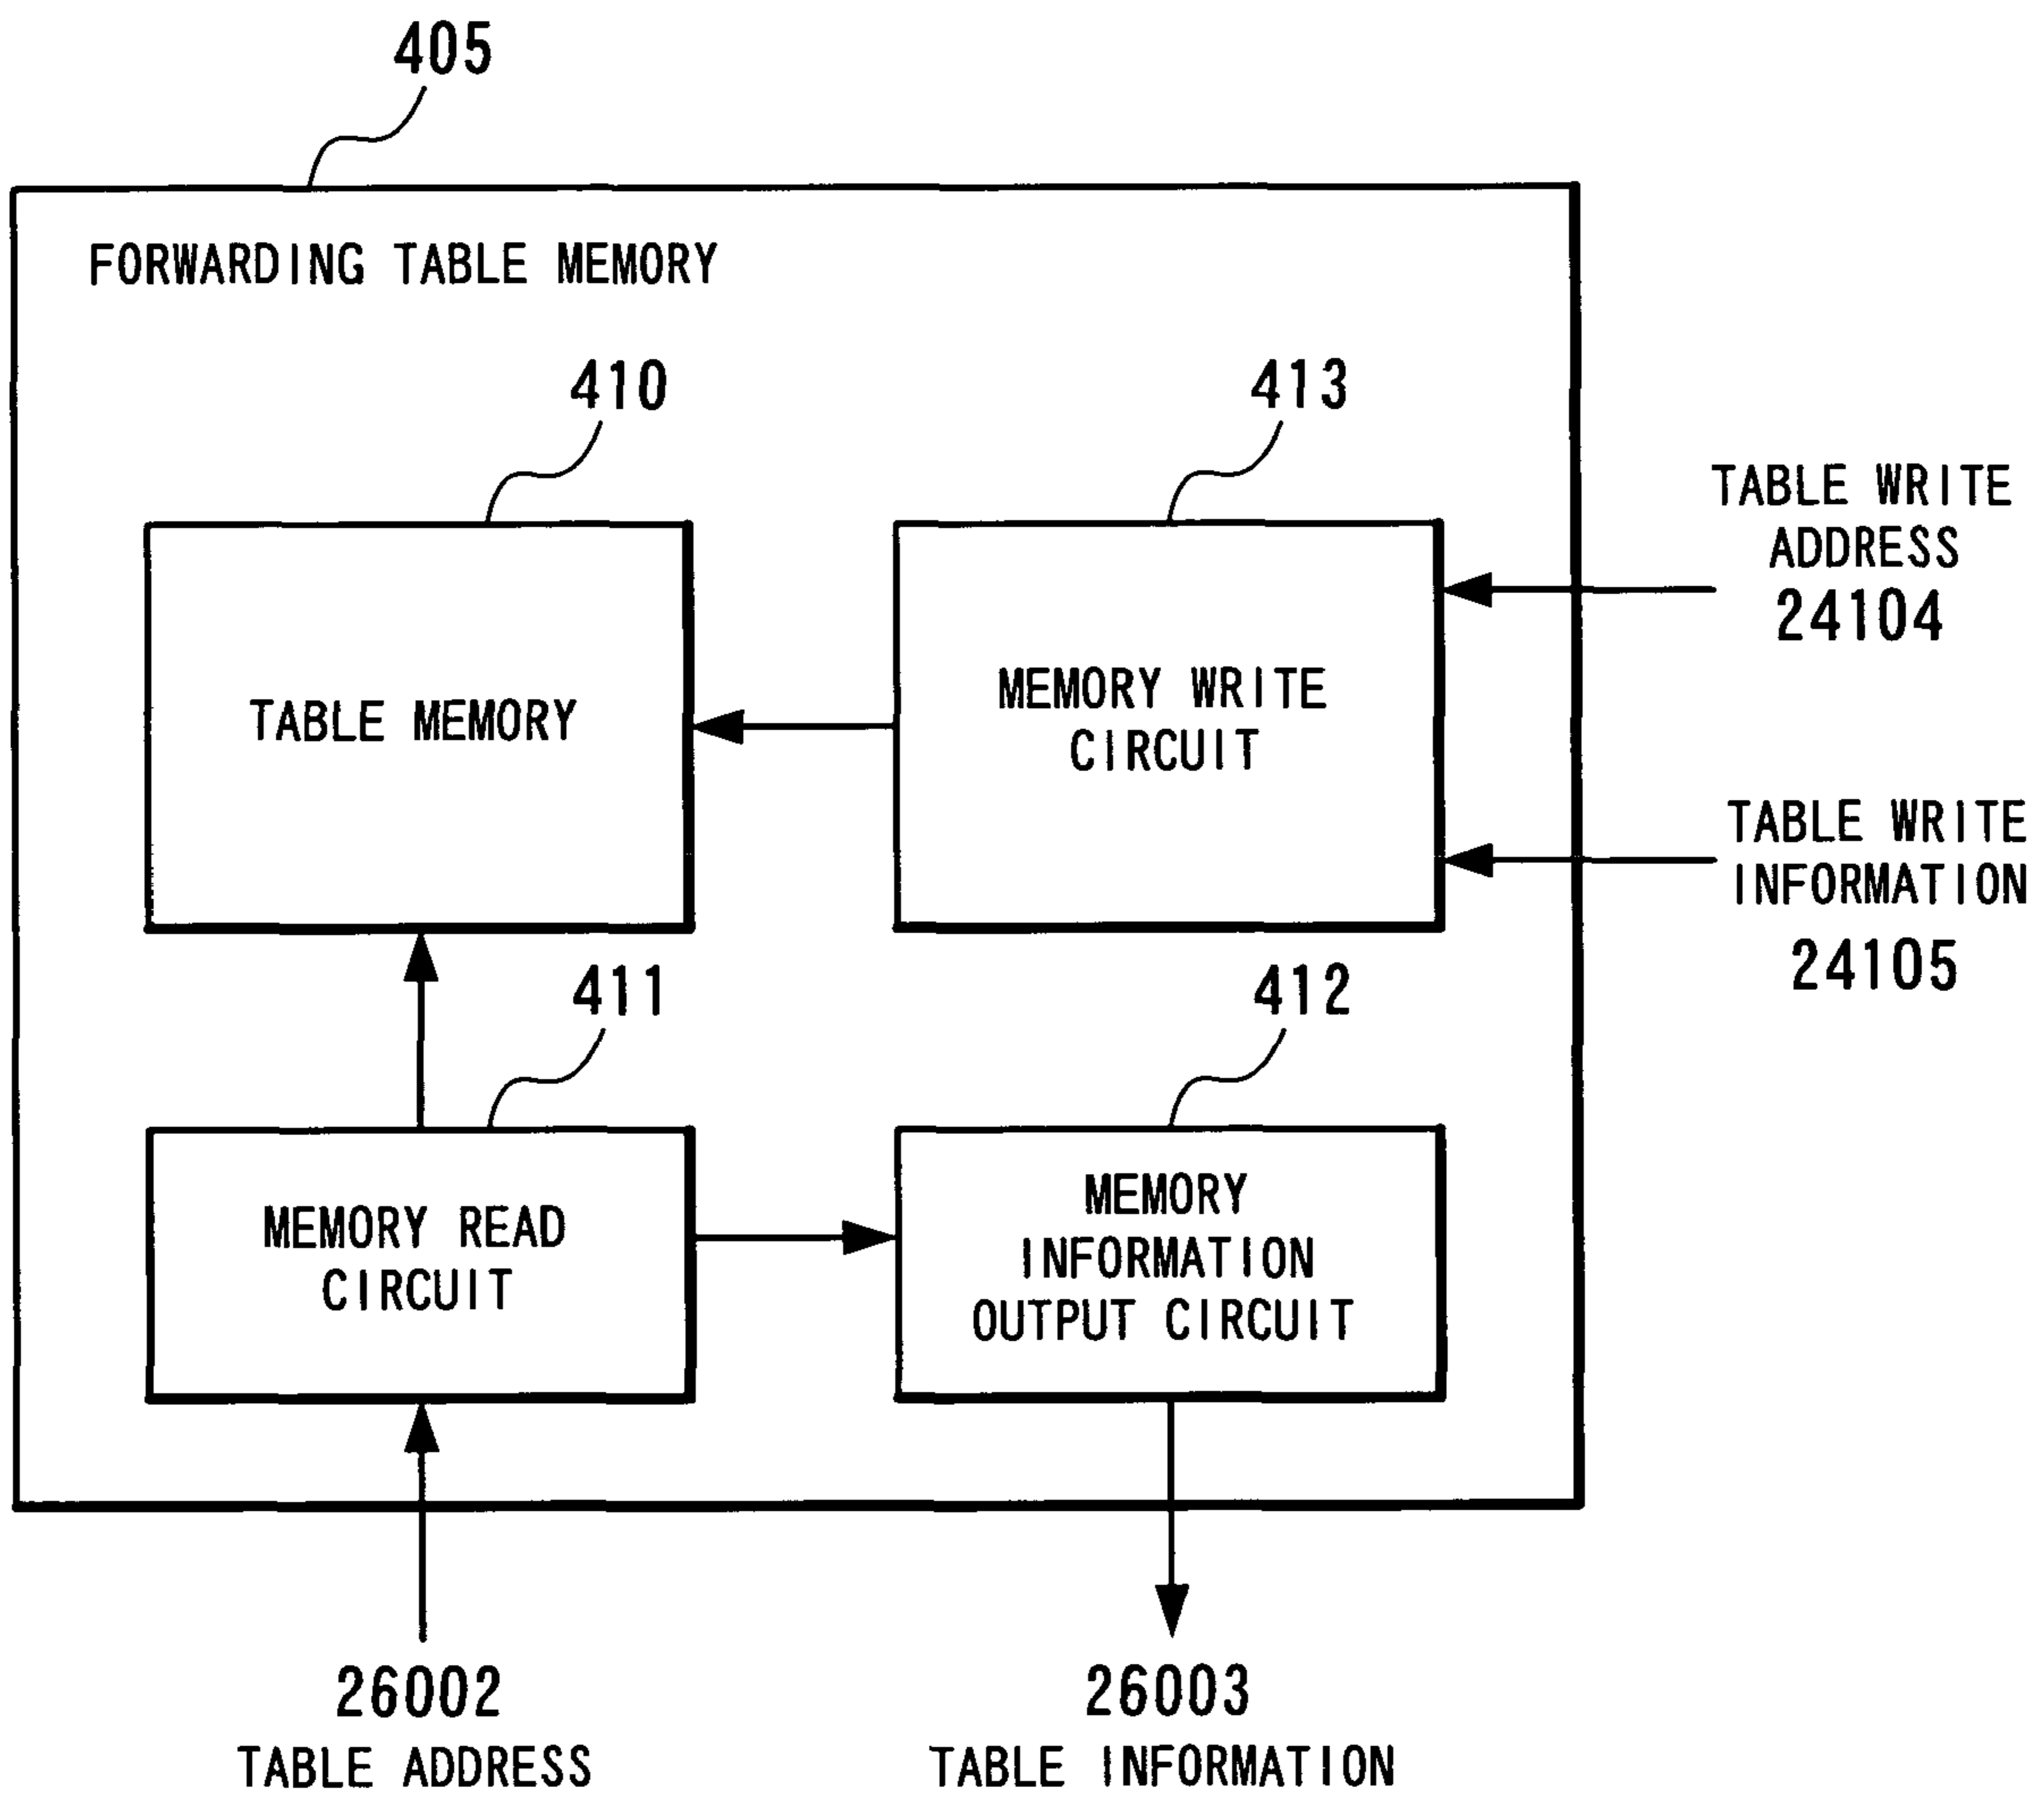 405
FORWARDING TABLE MEMORY
410
413
TABLE WRITE
ADDRESS
24104
TABLE MEMORY
MEMORY WRITE
CIRCUIT
TABLE WRITE
INFORMATION
24105
411
412
MEMORY READ
CIRCUIT
MEMORY
INFORMATION
OUTPUT CIRCUIT
26002
TABLE ADDRESS
26003
TABLE INFORMATION